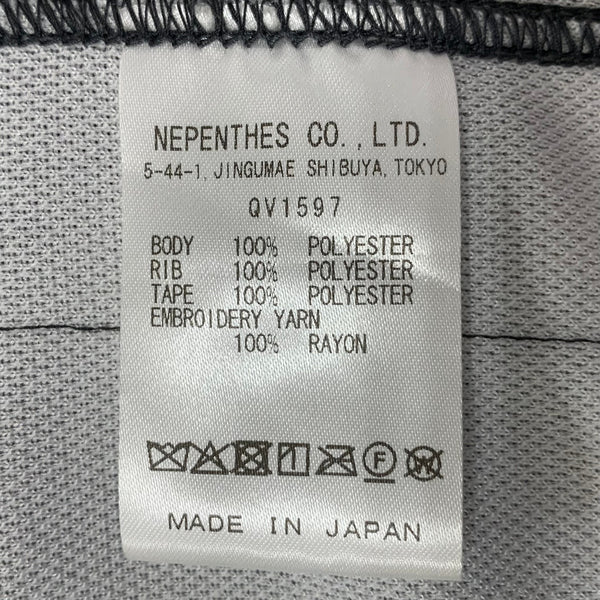 NEPENTHES CO.,LTD.
5-44-1, JINGUMAE SHIBUYA, TOKYO
QV1597
BODY 100% POLYESTER
RIB 100% POLYESTER
TAPE 100% POLYESTER
EMBROIDERY YARN
100% RAYON
F W
MADE IN JAPAN